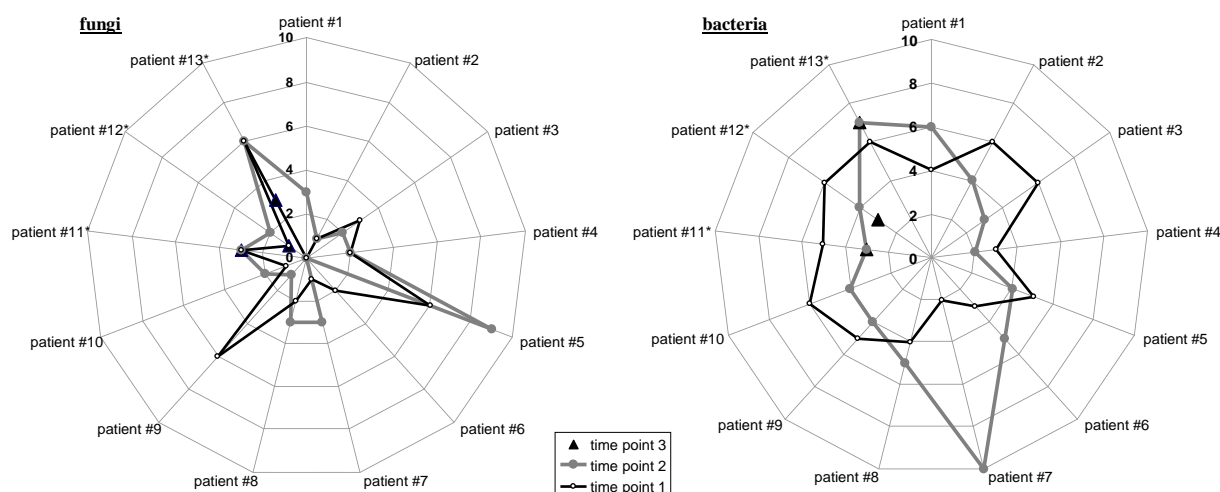 fungi
patient #1
patient #2
patient #3
patient #4
patient #5
patient #6
patient #7
patient #8
patient #9
patient #10
patient #11*
patient #12*
patient #13*
10
8
6
4
2
0
bacteria
patient #1
patient #2
patient #3
patient #4
patient #5
patient #6
patient #7
patient #8
patient #9
patient #10
patient #11*
patient #12*
patient #13*
10
8
6
4
2
0
time point 3
time point 2
time point 1